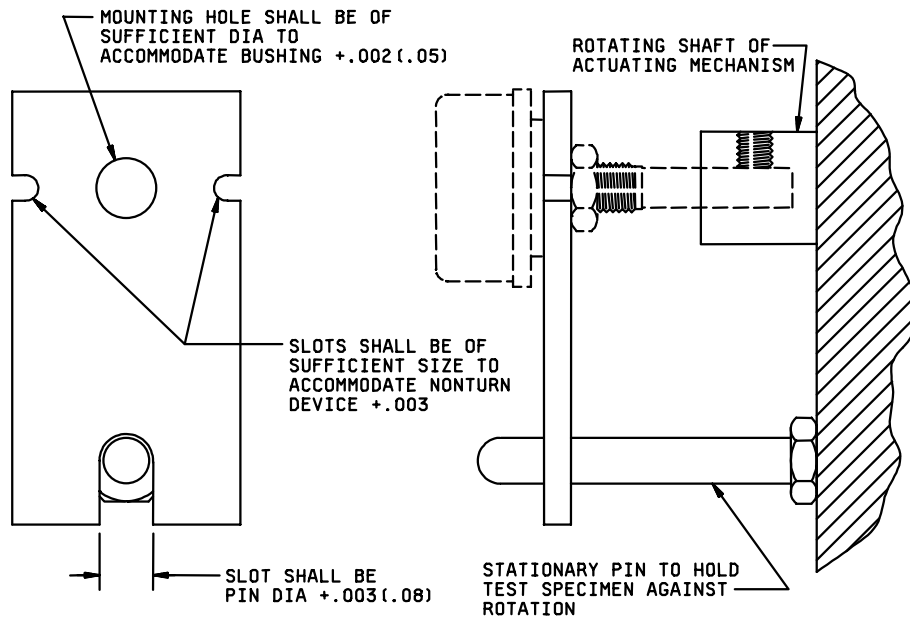 MOUNTING HOLE SHALL BE OF
SUFFICIENT DIA TO
ACCOMMODATE BUSHING +.002(.05)
ROTATING SHAFT OF
ACTUATING MECHANISM
SLOTS SHALL BE OF
SUFFICIENT SIZE TO
ACCOMMODATE NONTURN
DEVICE +.003
SLOT SHALL BE
PIN DIA +.003(.08)
STATIONARY PIN TO HOLD
TEST SPECIMEN AGAINST
ROTATION